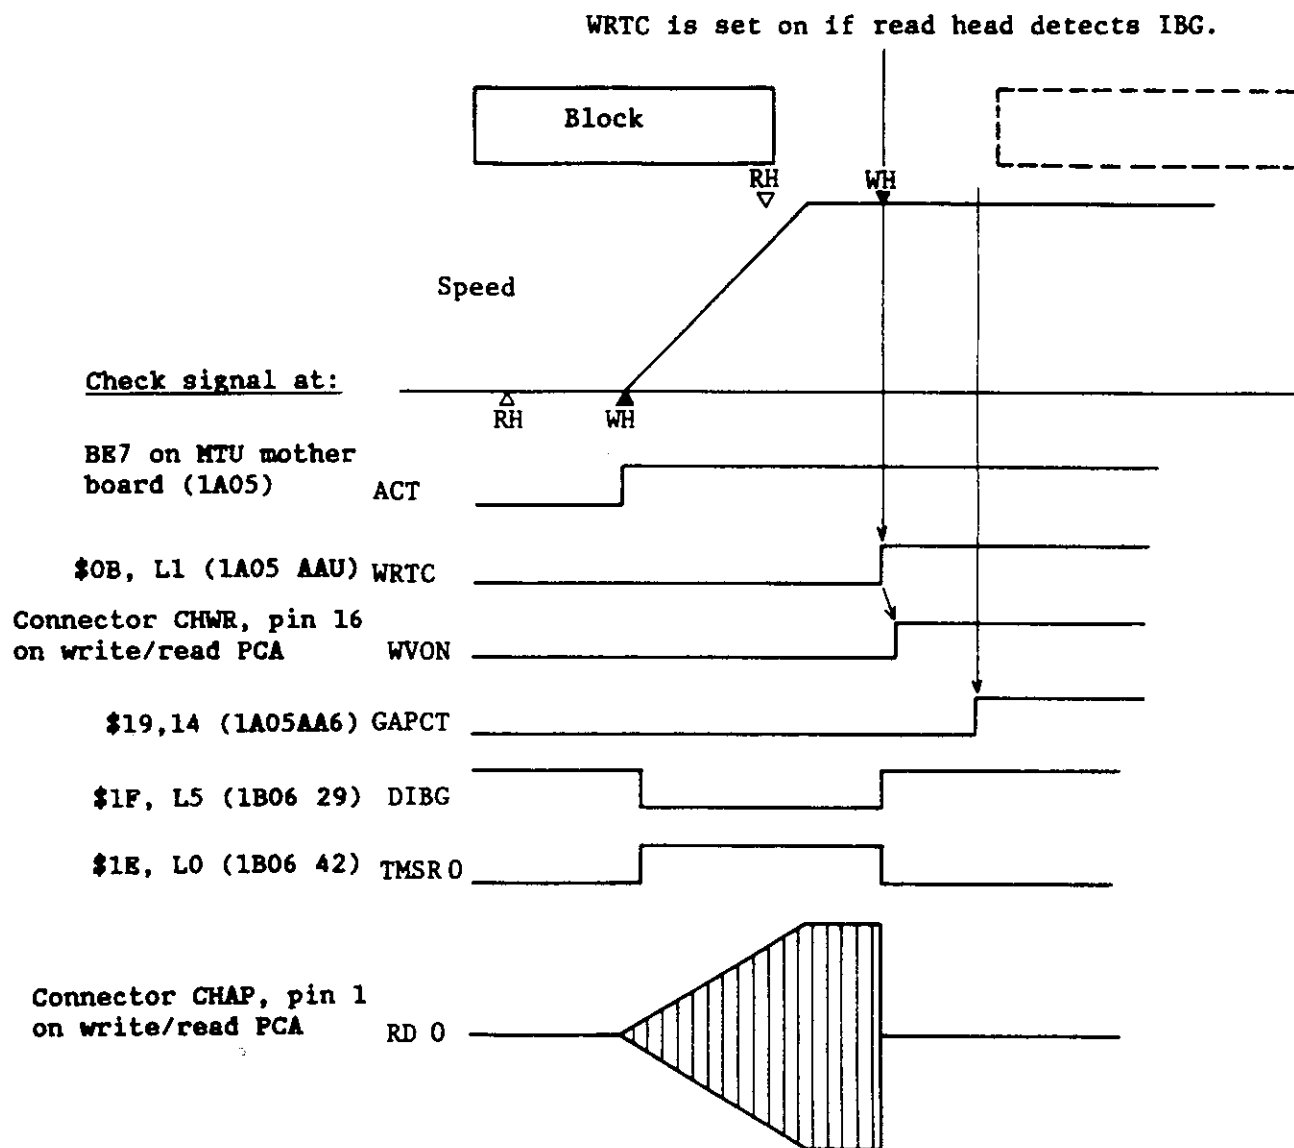 WRTC is set on if read head detects IBG.
Block
RH
WH
Speed
Check signal at:
RH
WH
BE7 on MTU mother
board (1A05)
ACT
$0B, L1 (1A05 AAU) WRTC
Connector CHWR, pin 16
on write/read PCA
WVON
$19,14 (1A05AA6) GAPCT
$1F, L5 (1B06 29) DIBG
$1E, L0 (1B06 42) TMSR 0
Connector CHAP, pin 1
on write/read PCA
RD 0